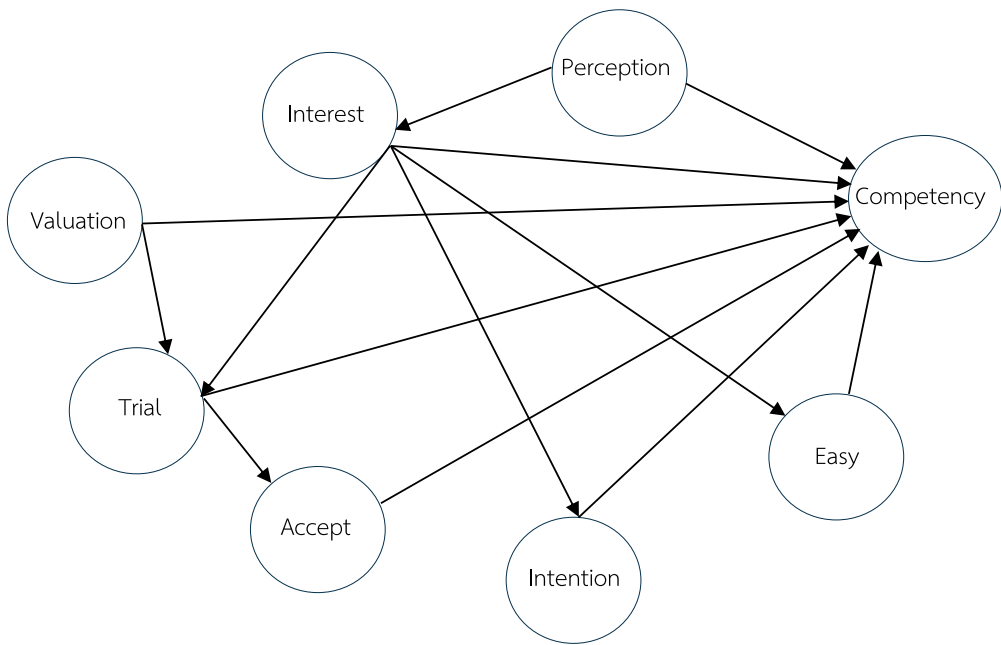 Perception
Interest
Competency
Valuation
Trial
Easy
Accept
Intention